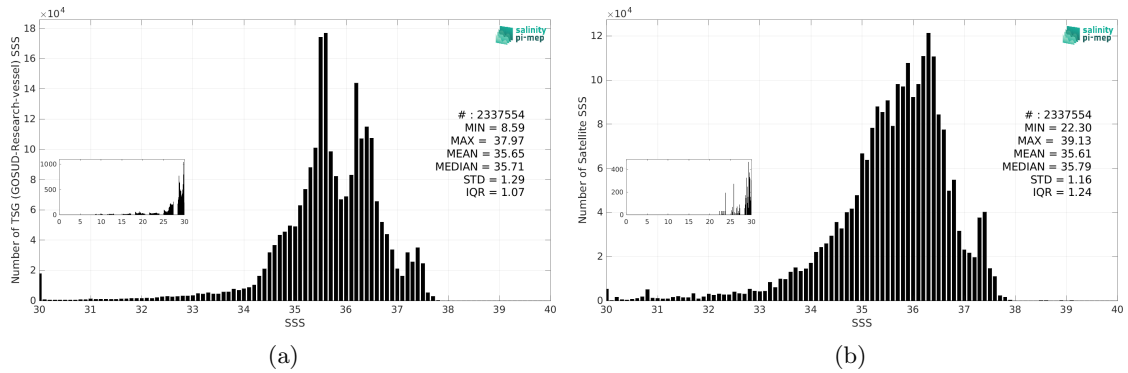 ×10⁴
18
16
14
12
10
8
6
4
2
0
Number of TSG (GOSUD-Research-vessel) SSS
salinity
pi-mep
# : 2337554
MIN = 8.59
MAX = 37.97
MEAN = 35.65
MEDIAN = 35.71
STD = 1.29
IQR = 1.07
1000
500
0
0 5 10 15 20 25 30
30 31 32 33 34 35 36 37 38 39 40
SSS
(a)
×10⁴
12
10
8
6
4
2
0
Number of Satellite SSS
salinity
pi-mep
# : 2337554
MIN = 22.30
MAX = 39.13
MEAN = 35.61
MEDIAN = 35.79
STD = 1.16
IQR = 1.24
400
200
0
0 5 10 15 20 25 30
30 31 32 33 34 35 36 37 38 39 40
SSS
(b)